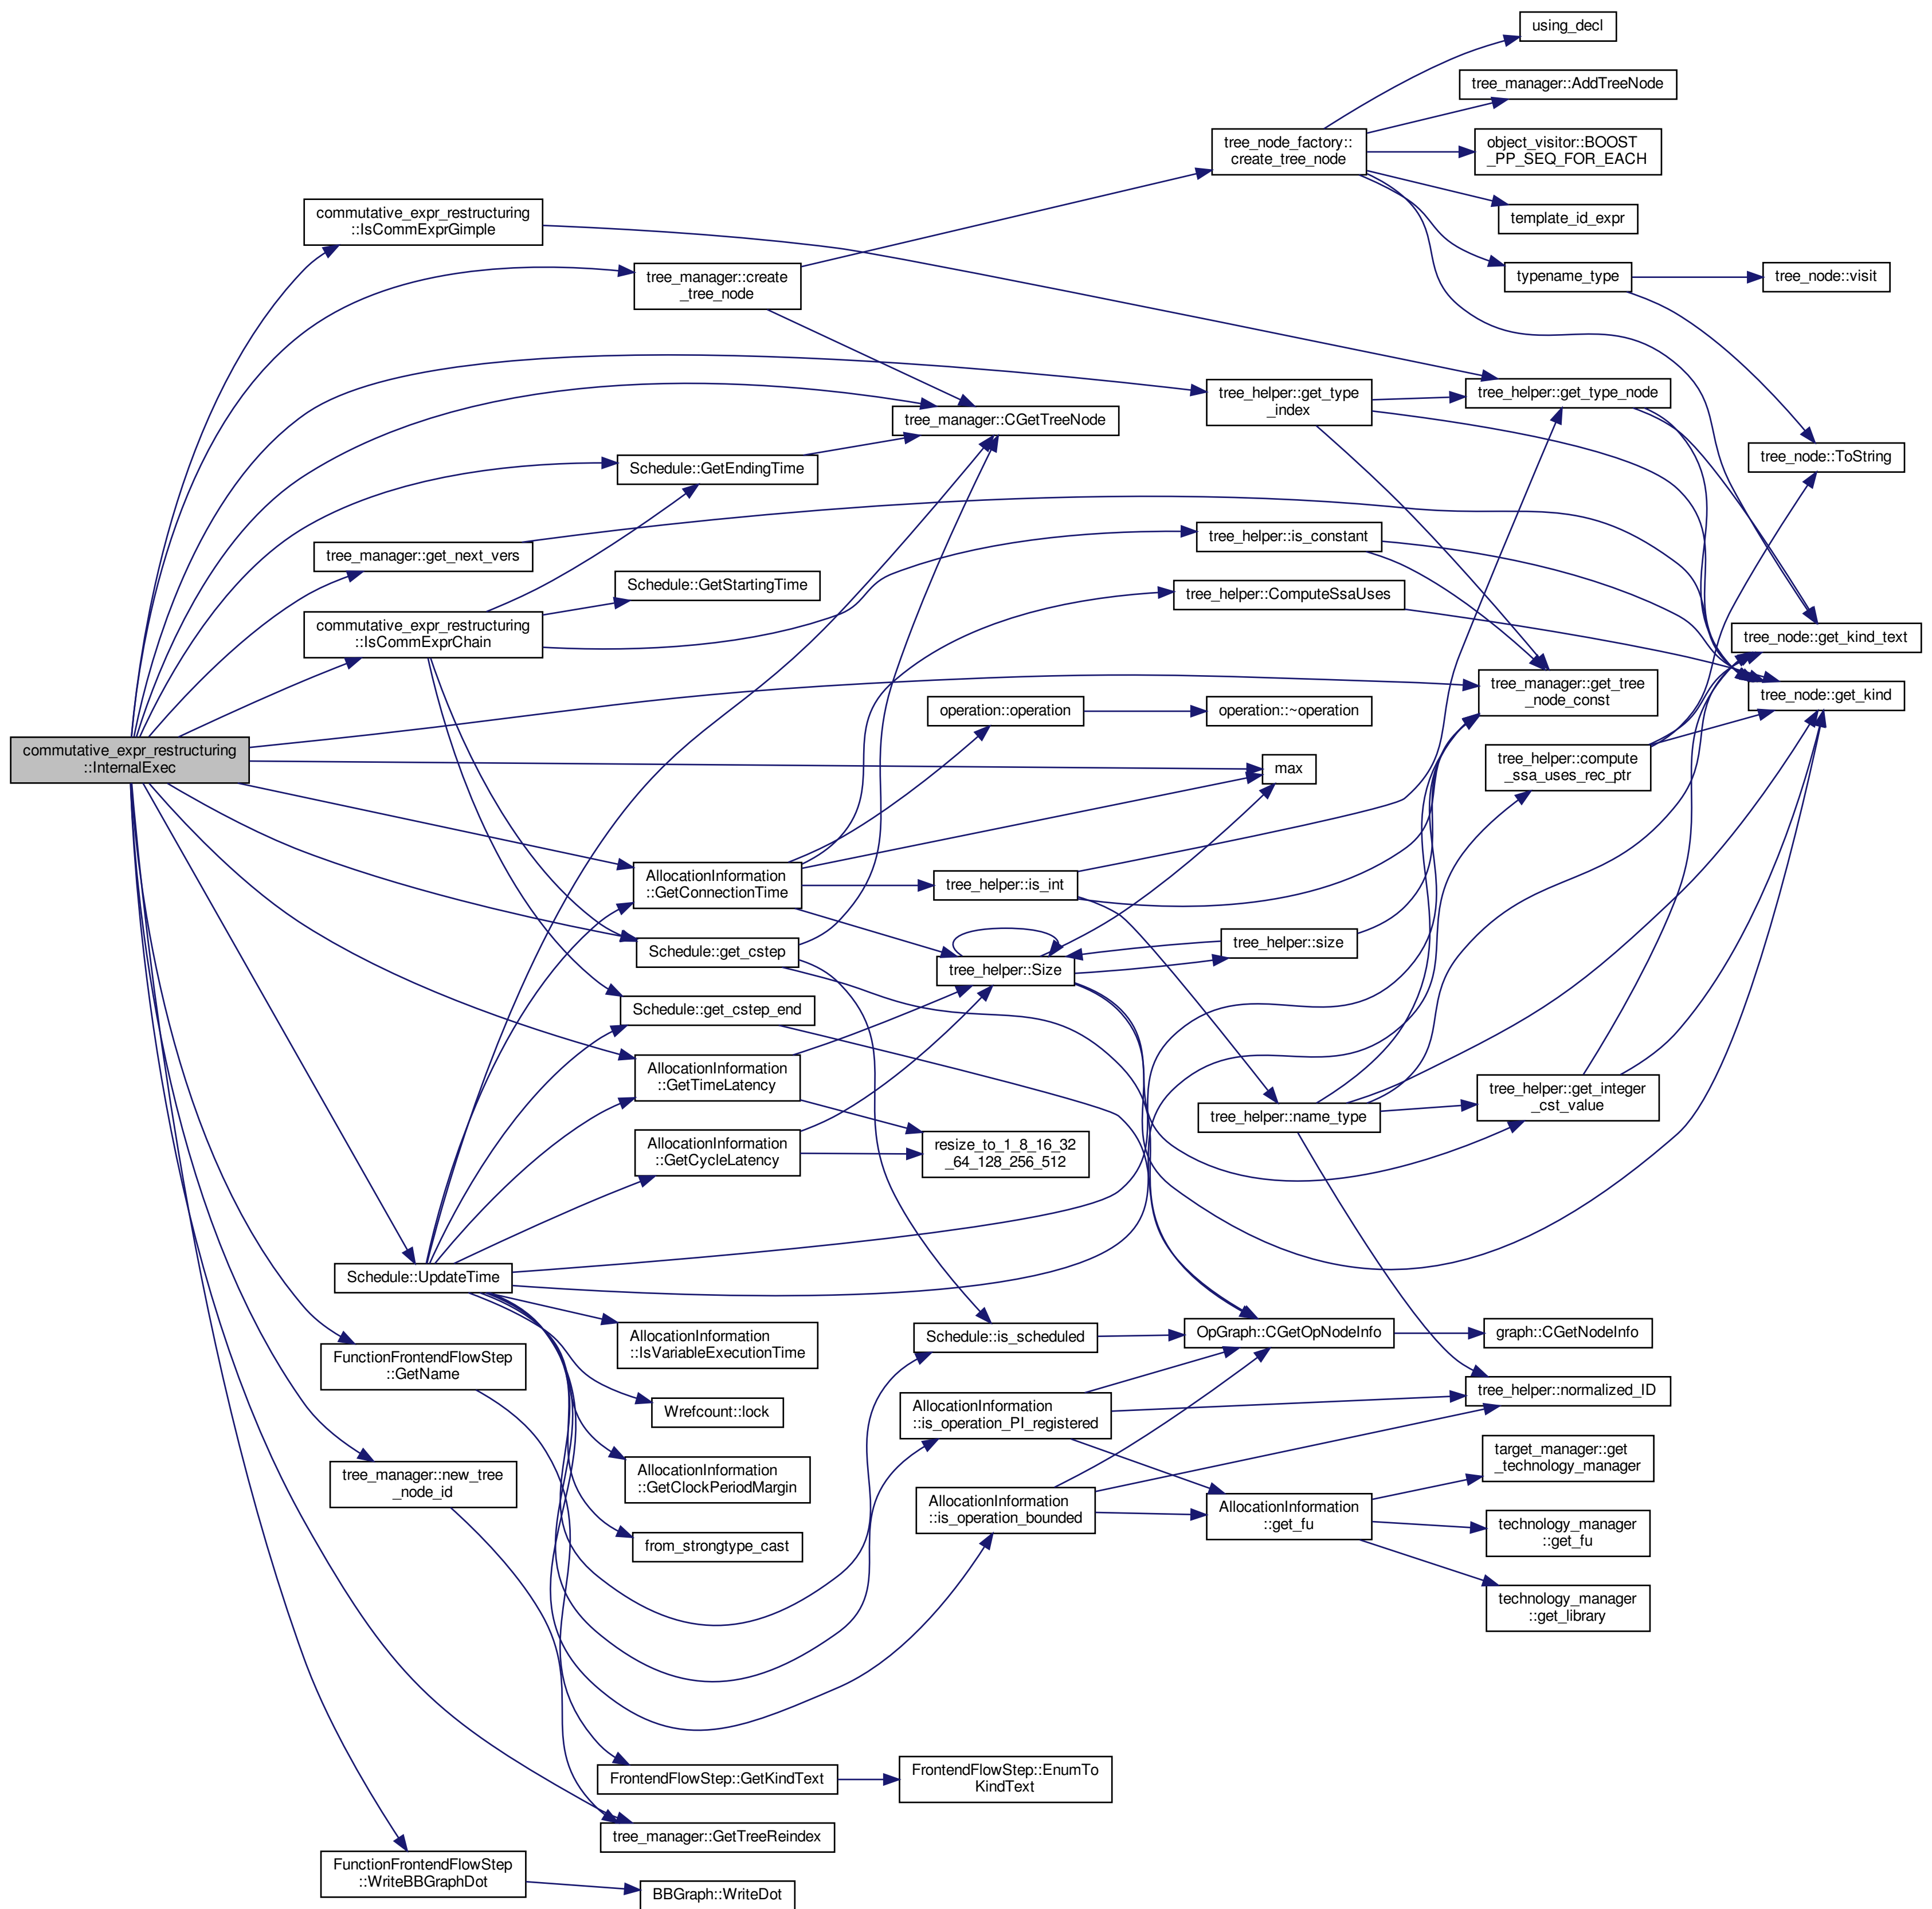 using_decl
tree_manager::AddTreeNode
tree_node_factory::
create_tree_node
object_visitor::BOOST
_PP_SEQ_FOR_EACH
commutative_expr_restructuring
::IsCommExprGimple
template_id_expr
tree_manager::create
_tree_node
typename_type
tree_node::visit
tree_helper::get_type
_index
tree_helper::get_type_node
tree_manager::CGetTreeNode
tree_node::ToString
Schedule::GetEndingTime
tree_helper::is_constant
tree_manager::get_next_vers
Schedule::GetStartingTime
tree_helper::ComputeSsaUses
commutative_expr_restructuring
::IsCommExprChain
tree_node::get_kind_text
tree_manager::get_tree
_node_const
tree_node::get_kind
operation::operation
operation::~operation
commutative_expr_restructuring
::InternalExec
max
tree_helper::compute
_ssa_uses_rec_ptr
AllocationInformation
::GetConnectionTime
tree_helper::is_int
Schedule::get_cstep
tree_helper::size
tree_helper::Size
Schedule::get_cstep_end
AllocationInformation
::GetTimeLatency
tree_helper::get_integer
_cst_value
tree_helper::name_type
AllocationInformation
::GetCycleLatency
resize_to_1_8_16_32
_64_128_256_512
Schedule::UpdateTime
AllocationInformation
::IsVariableExecutionTime
Schedule::is_scheduled
OpGraph::CGetOpNodeInfo
graph::CGetNodeInfo
FunctionFrontendFlowStep
::GetName
tree_helper::normalized_ID
Wrefcount::lock
AllocationInformation
::is_operation_PI_registered
target_manager::get
_technology_manager
AllocationInformation
::GetClockPeriodMargin
tree_manager::new_tree
_node_id
AllocationInformation
::is_operation_bounded
AllocationInformation
::get_fu
technology_manager
::get_fu
from_strongtype_cast
technology_manager
::get_library
FrontendFlowStep::GetKindText
FrontendFlowStep::EnumTo
KindText
tree_manager::GetTreeReindex
FunctionFrontendFlowStep
::WriteBBGraphDot
BBGraph::WriteDot